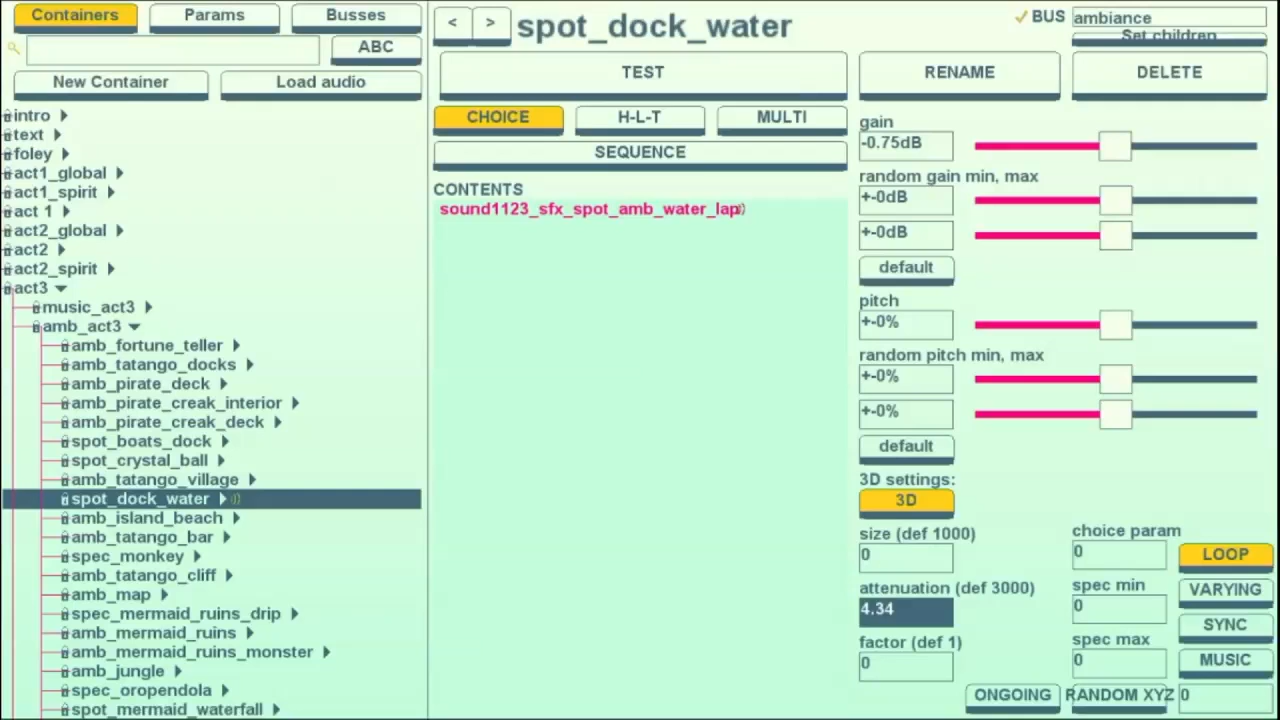 Containers
Params
Busses
ABC
New Container
Load audio
intro
text
foley
act1_global
act1_spirit
act 1
act2_global
act2
act2_spirit
act3
music_act3
amb_act3
amb_fortune_teller
amb_tatango_docks
amb_pirate_deck
amb_pirate_creak_interior
amb_pirate_creak_deck
spot_boats_dock
spot_crystal_ball
amb_tatango_village
spot_dock_water
amb_island_beach
amb_tatango_bar
spec_monkey
amb_tatango_cliff
amb_map
spec_mermaid_ruins_drip
amb_mermaid_ruins
amb_mermaid_ruins_monster
amb_jungle
spec_oropendola
spot_mermaid_waterfall
< > spot_dock_water
TEST
CHOICE
H-L-T
MULTI
SEQUENCE
CONTENTS
sound1123_sfx_spot_amb_water_lap
BUS ambiance
Set children
RENAME
DELETE
gain
-0.75dB
random gain min, max
+-0dB
+-0dB
default
pitch
+-0%
random pitch min, max
+-0%
+-0%
default
3D settings:
3D
size (def 1000)
0
attenuation (def 3000)
4.34
factor (def 1)
0
choice param
0
spec min
0
spec max
0
LOOP
VARYING
SYNC
MUSIC
ONGOING
RANDOM XYZ
0